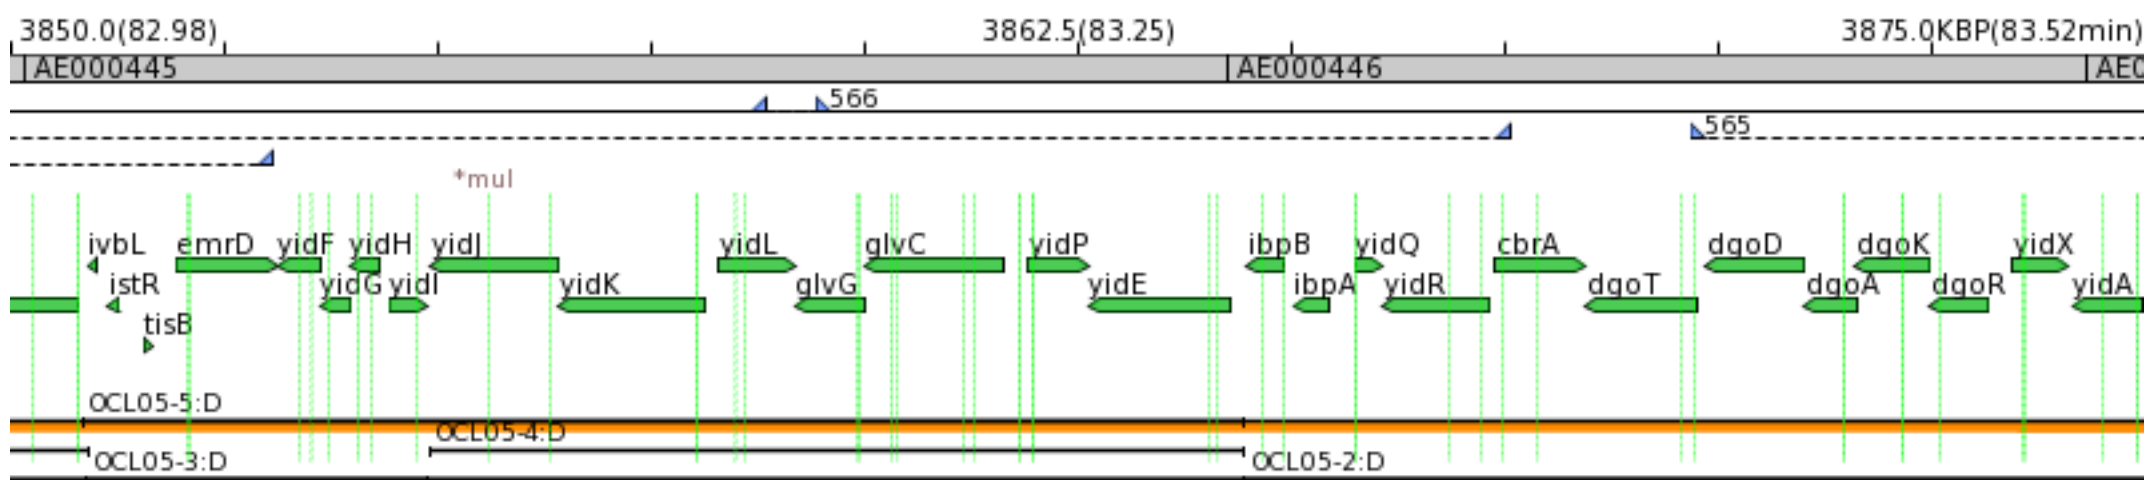 3850.0(82.98) 3862.5(83.25) 3875.0KBP(83.52min)
AE000445 AE000446 AE0
566
565
*mul
ivbL emrD yidF yidH yidJ yidL glvC yidP ibpB yidQ cbrA dgoD dgoK yidX
istR yidG yidI yidK glvG yidE ibpA yidR dgoT dgoA dgoR yidA
tisB
OCL05-5:D
OCL05-4:D
OCL05-3:D OCL05-2:D